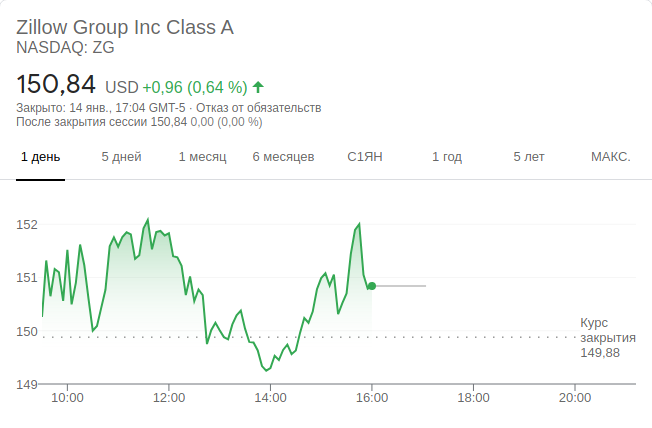 Zillow Group Inc Class A
NASDAQ: ZG
150,84 USD +0,96 (0,64 %)
Закрыто: 14 янв., 17:04 GMT-5 · Отказ от обязательств
После закрытия сессии 150,84 0,00 (0,00 %)
1 день 5 дней 1 месяц 6 месяцев С1ЯН 1 год 5 лет МАКС.
152
151
150
149
Курс
закрытия
149,88
10:00 12:00 14:00 16:00 18:00 20:00